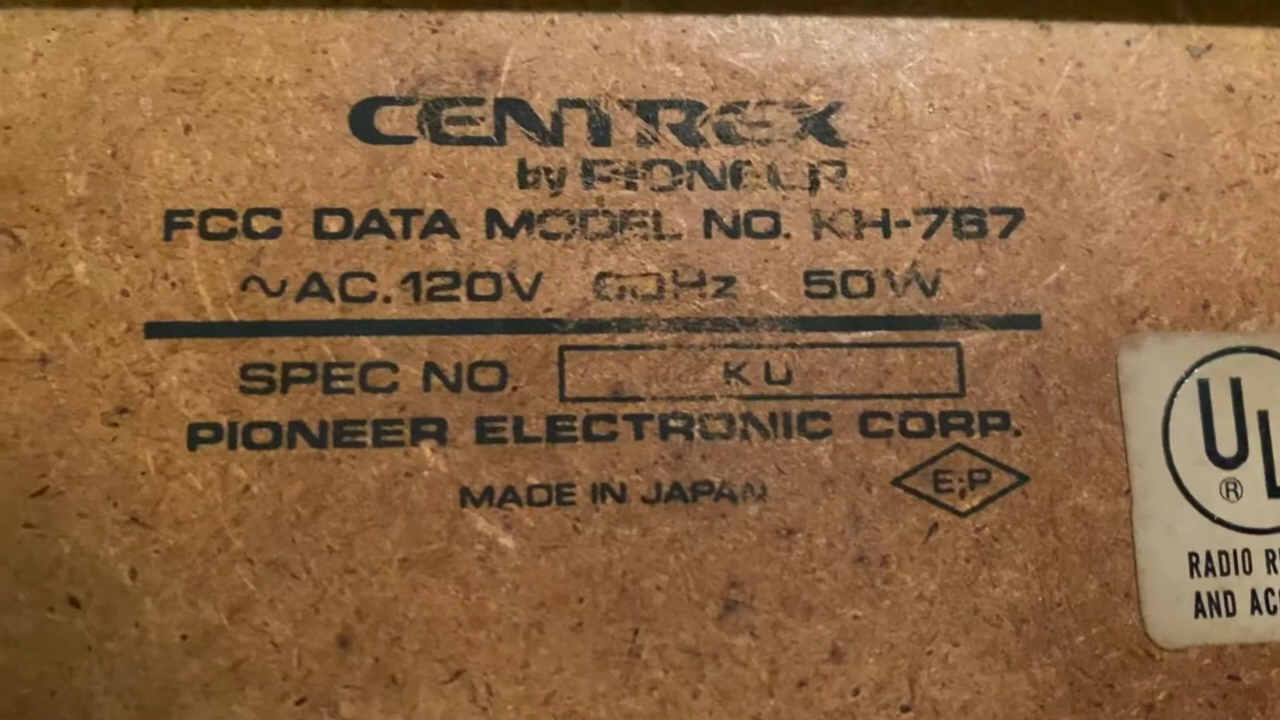 CENTREX
by PIONEER
FCC DATA MODEL NO. KH-767
~AC.120V 60Hz 50W
SPEC NO. KU
PIONEER ELECTRONIC CORP.
MADE IN JAPAN
E-P
UL
®
RADIO
AND